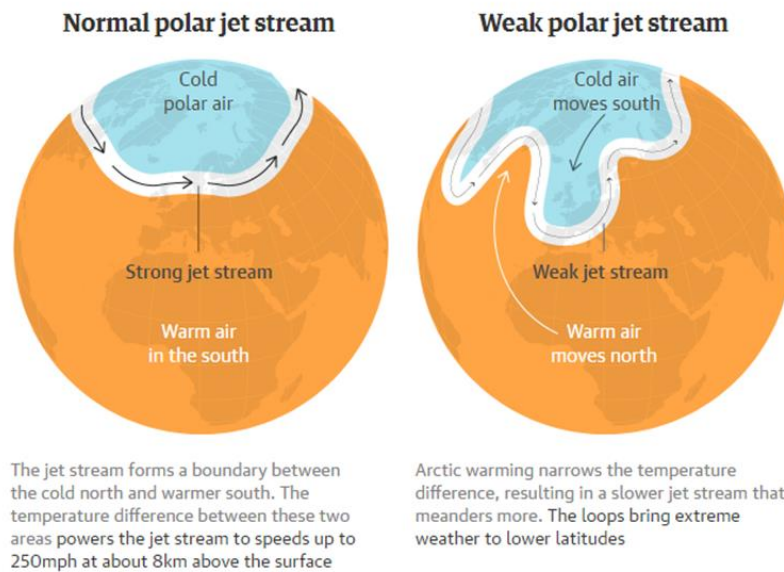 Normal polar jet stream
Cold
polar air
Strong jet stream
Warm air
in the south
The jet stream forms a boundary between
the cold north and warmer south. The
temperature difference between these two
areas powers the jet stream to speeds up to
250mph at about 8km above the surface
Weak polar jet stream
Cold air
moves south
Weak jet stream
Warm air
moves north
Arctic warming narrows the temperature
difference, resulting in a slower jet stream that
meanders more. The loops bring extreme
weather to lower latitudes